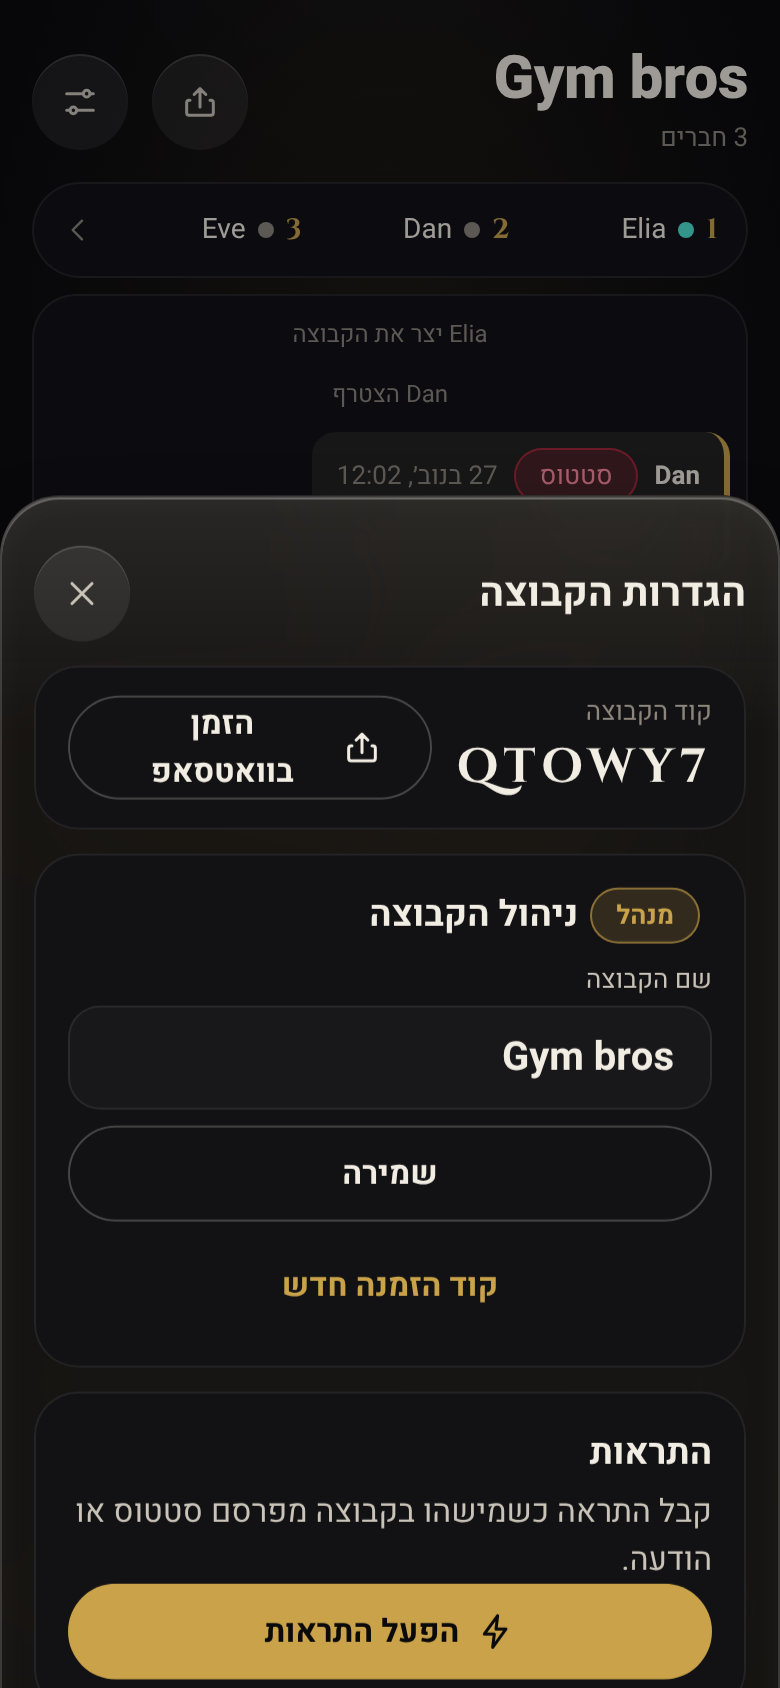 Gym bros
3 חברים
1 Elia 2 Dan 3 Eve
Elia יצר את הקבוצה
Dan הצטרף
Dan סטטוס 27 בנוב׳, 12:02
הגדרות הקבוצה
קוד הקבוצה
QTOWY7
הזמן
בוואטסאפ
מנהל ניהול הקבוצה
שם הקבוצה
Gym bros
שמירה
קוד הזמנה חדש
התראות
קבל התראה כשמישהו בקבוצה מפרסם סטטוס או
הודעה.
הפעל התראות